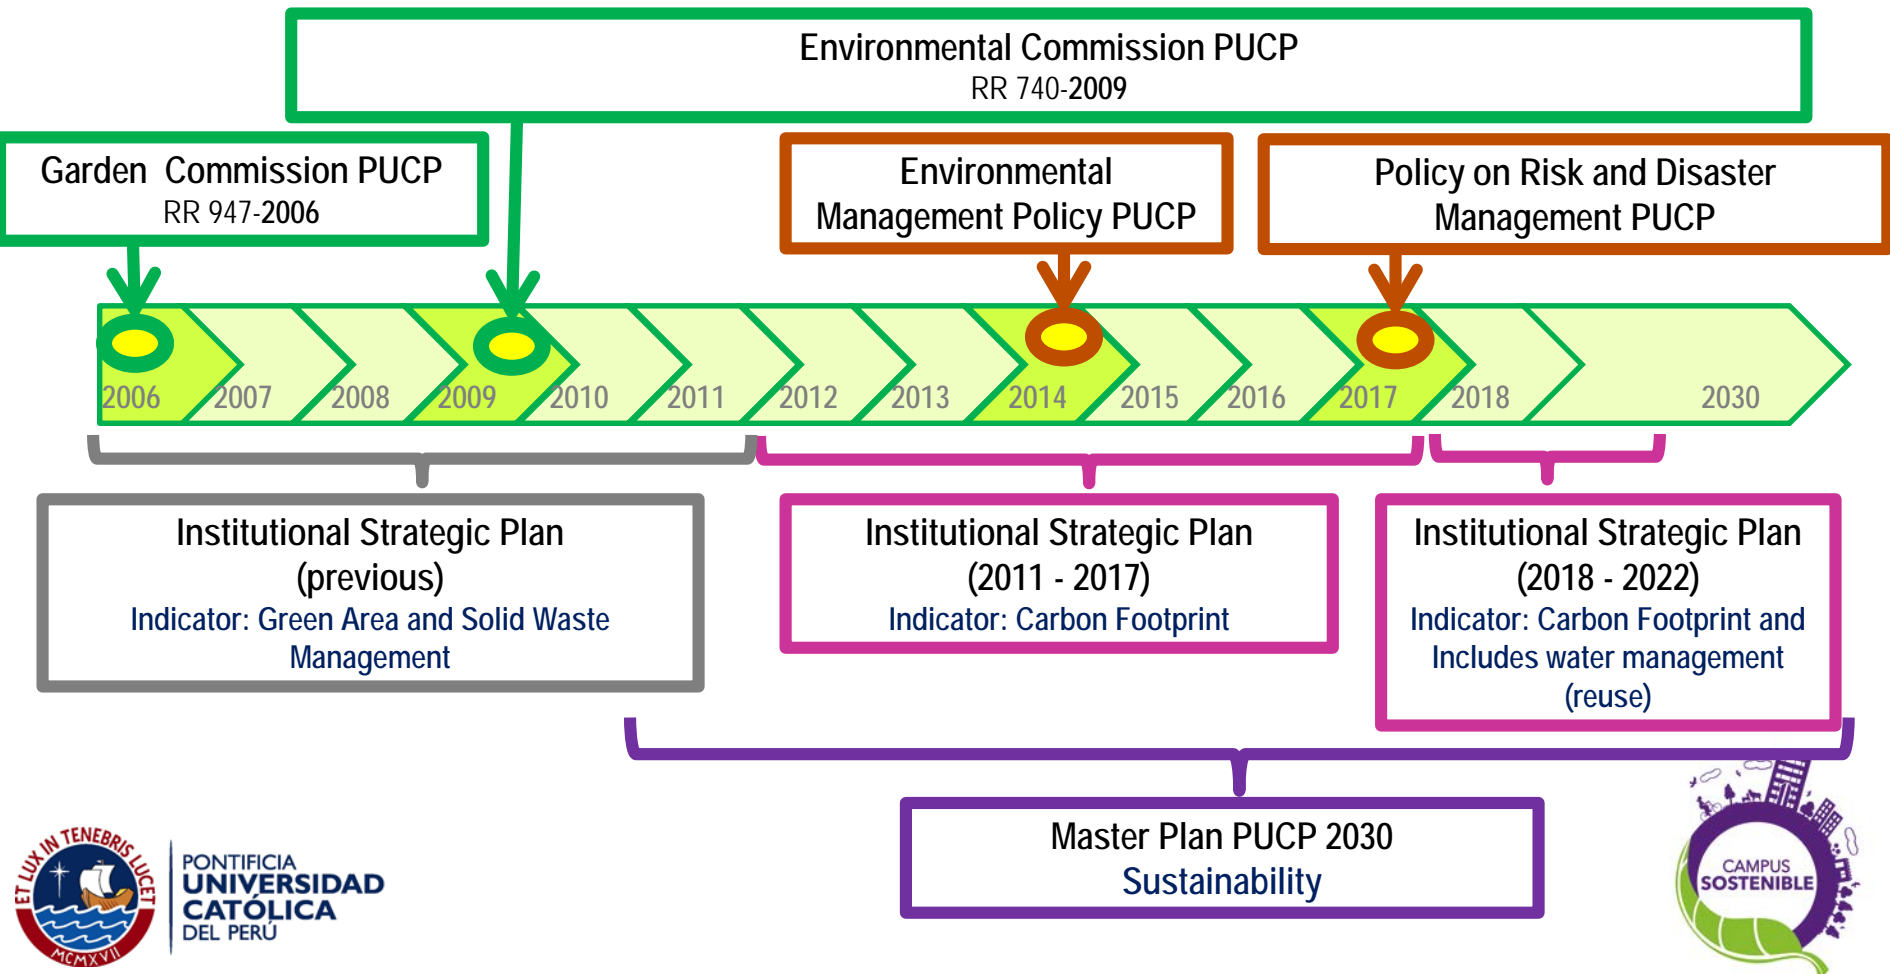 Environmental Commission PUCP
RR 740-2009
Garden Commission PUCP
RR 947-2006
Environmental
Management Policy PUCP
Policy on Risk and Disaster
Management PUCP
2006
2007
2008
2009
2010
2011
2012
2013
2014
2015
2016
2017
2018
2030
Institutional Strategic Plan
(previous)
Indicator: Green Area and Solid Waste
Management
Institutional Strategic Plan
(2011 - 2017)
Indicator: Carbon Footprint
Institutional Strategic Plan
(2018 - 2022)
Indicator: Carbon Footprint and
Includes water management
(reuse)
Master Plan PUCP 2030
Sustainability
ET LUX IN TENEBRIS LUCET
MCMXVII
PONTIFICIA
UNIVERSIDAD
CATÓLICA
DEL PERÚ
CAMPUS
SOSTENIBLE